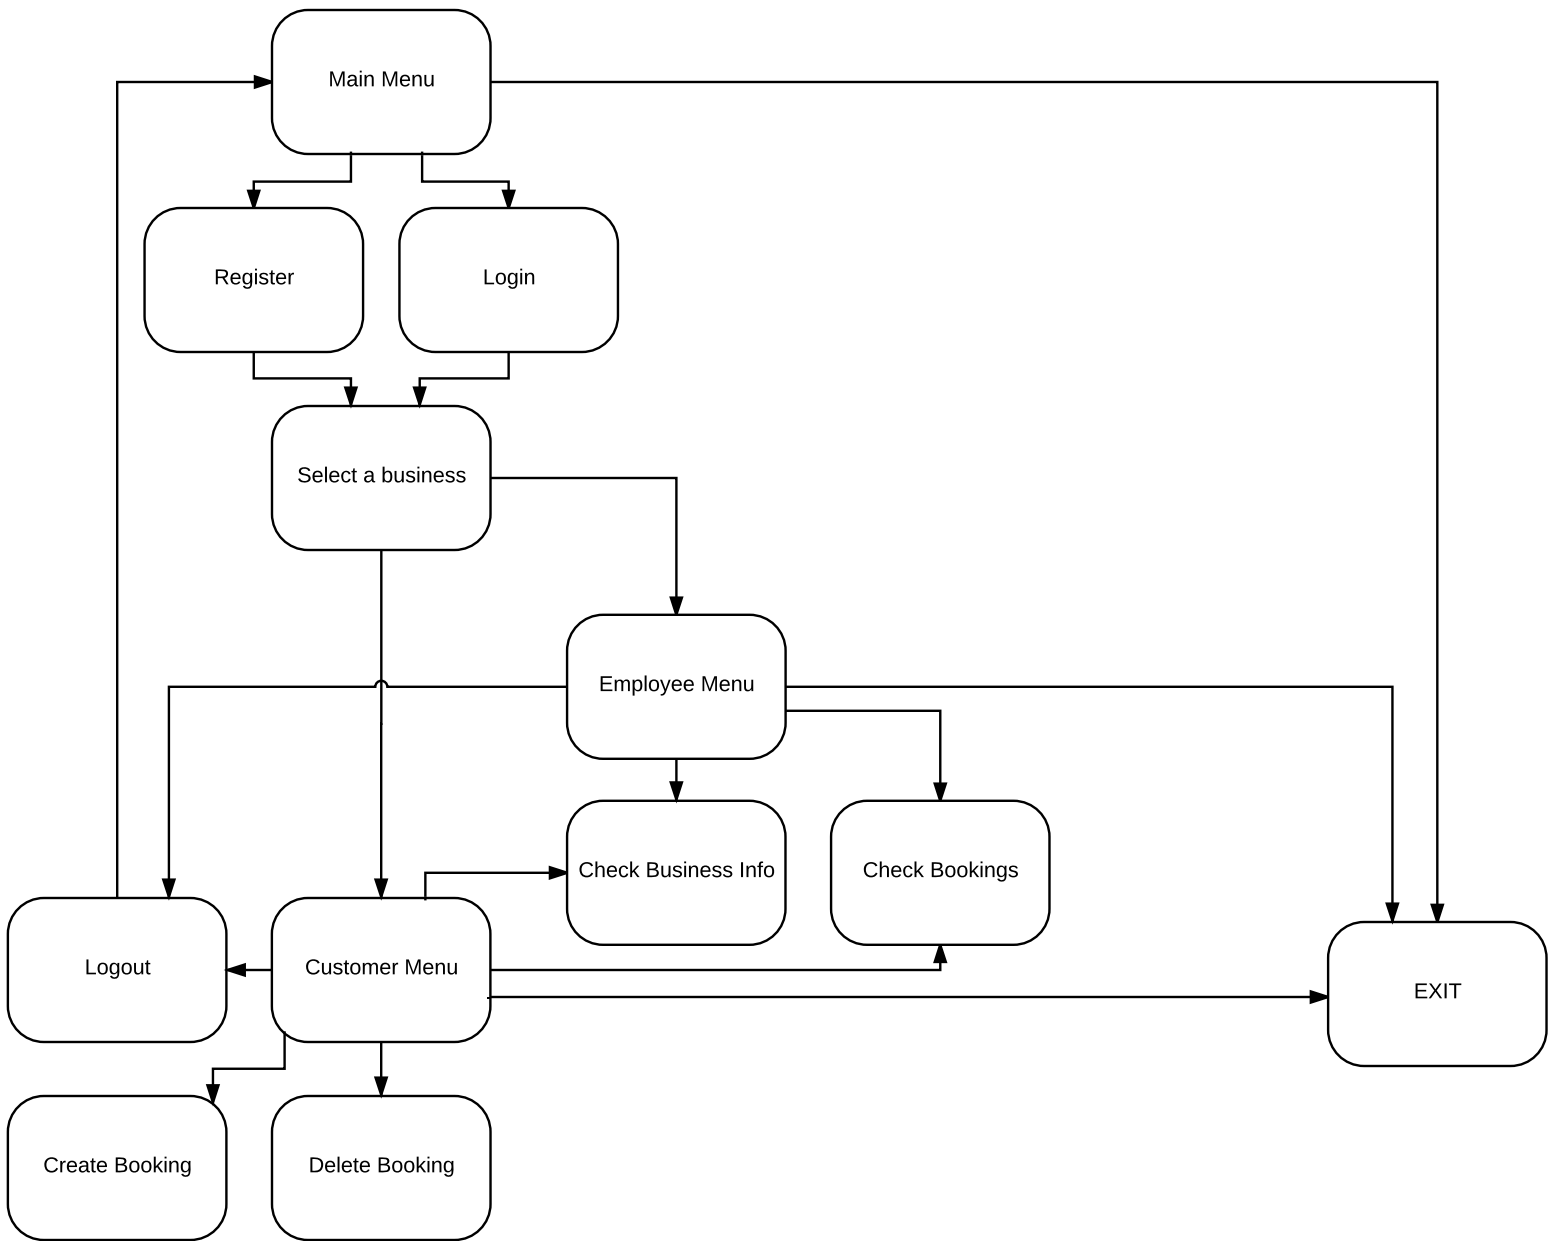 Main Menu
Register
Login
Select a business
Employee Menu
Check Business Info
Check Bookings
Logout
Customer Menu
EXIT
Create Booking
Delete Booking